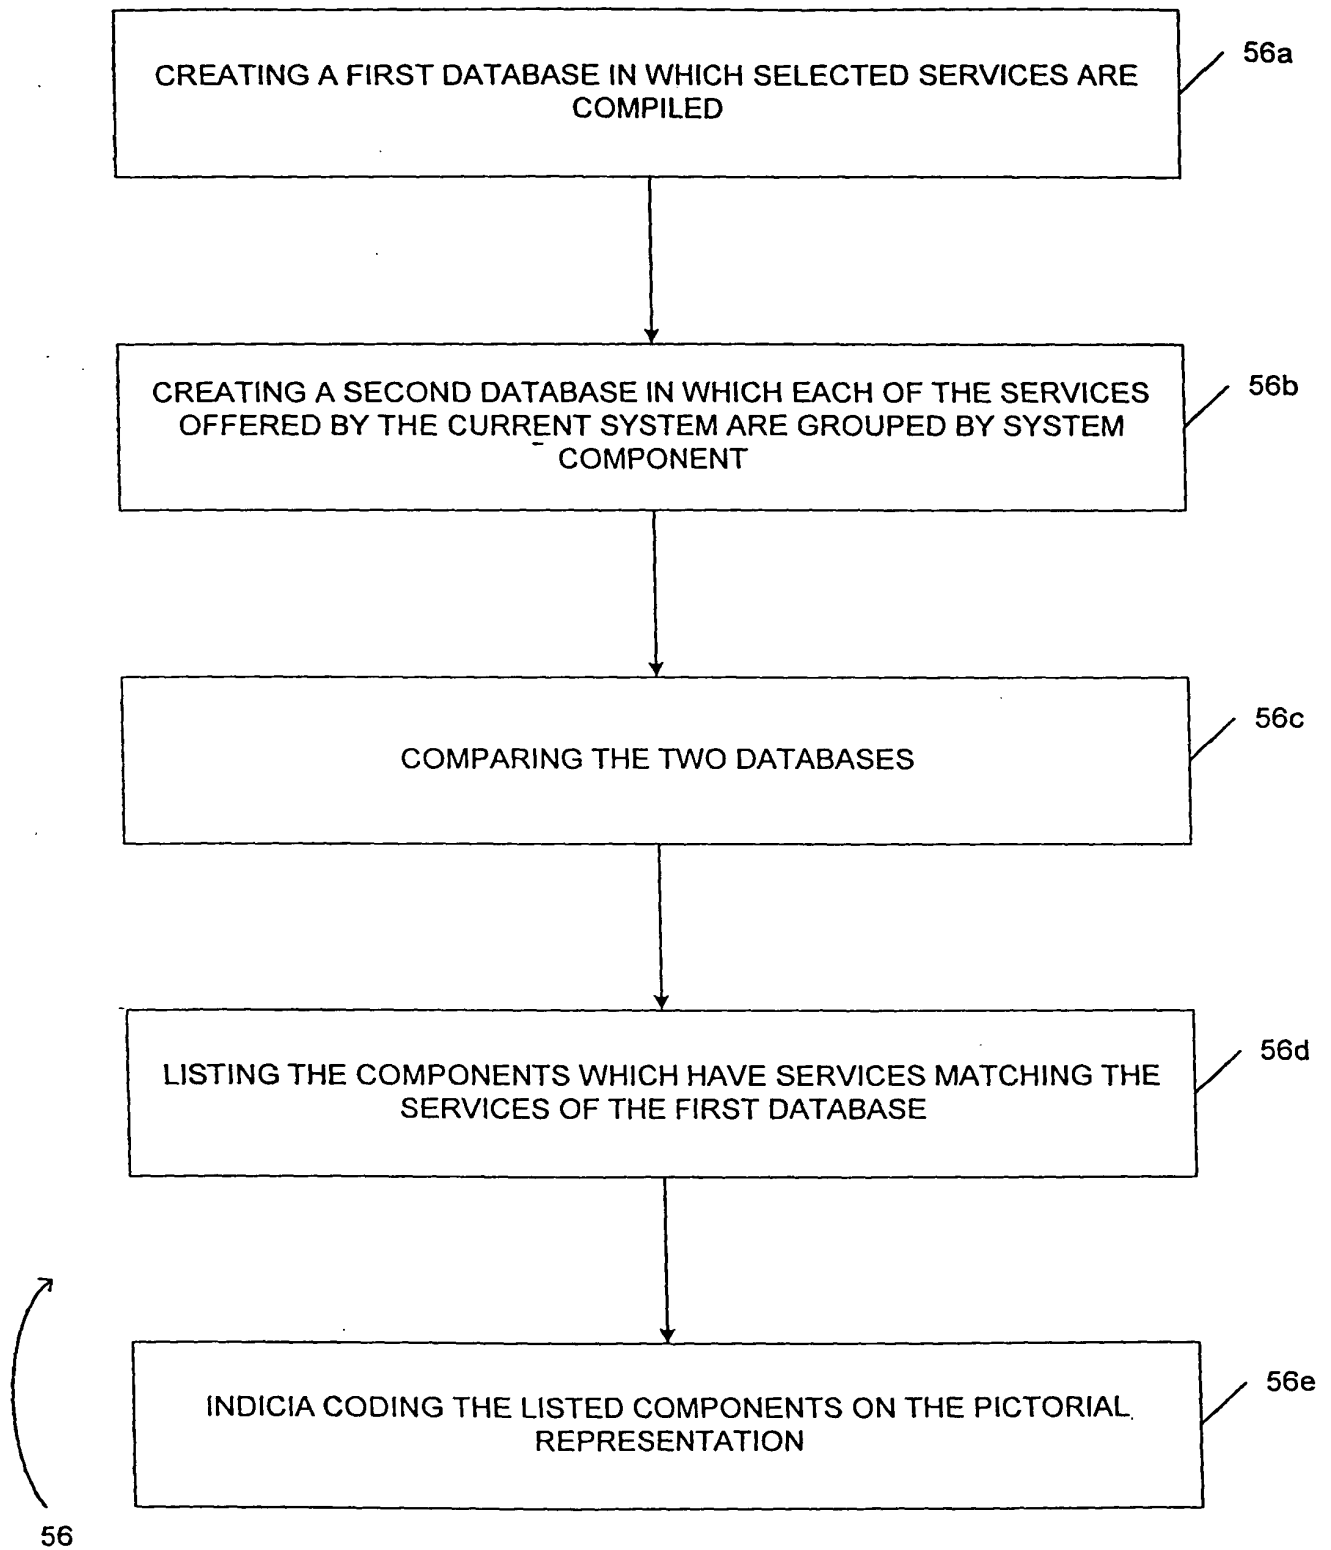 CREATING A FIRST DATABASE IN WHICH SELECTED SERVICES ARE
COMPILED
56a
CREATING A SECOND DATABASE IN WHICH EACH OF THE SERVICES
OFFERED BY THE CURRENT SYSTEM ARE GROUPED BY SYSTEM
COMPONENT
56b
COMPARING THE TWO DATABASES
56c
LISTING THE COMPONENTS WHICH HAVE SERVICES MATCHING THE
SERVICES OF THE FIRST DATABASE
56d
INDICIA CODING THE LISTED COMPONENTS ON THE PICTORIAL
REPRESENTATION
56e
56